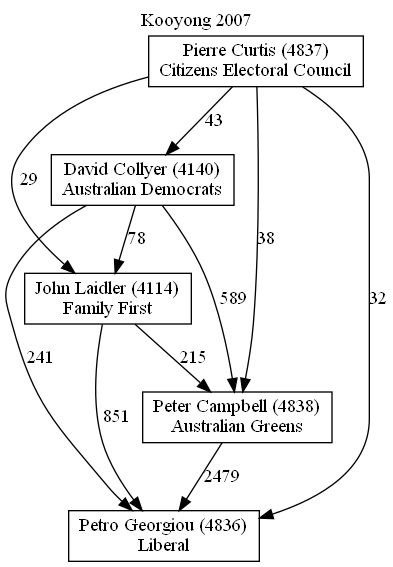 Kooyong 2007
Pierre Curtis (4837)
Citizens Electoral Council
43
David Collyer (4140)
Australian Democrats
29
78
38
John Laidler (4114)
Family First
589
32
241
215
851
Peter Campbell (4838)
Australian Greens
2479
Petro Georgiou (4836)
Liberal